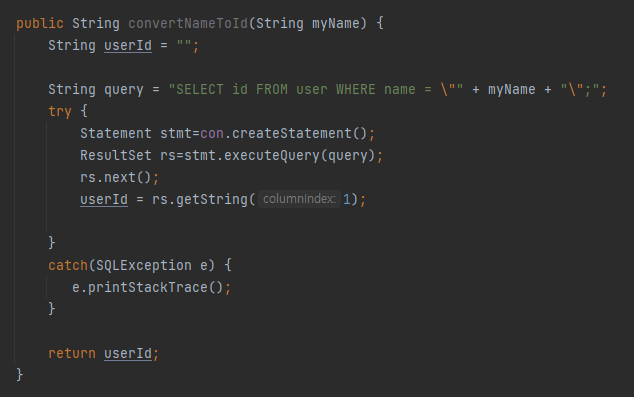 public String convertNameToId(String myName) {
    String userId = "";

    String query = "SELECT id FROM user WHERE name = \"" + myName + "\";";
    try {
        Statement stmt=con.createStatement();
        ResultSet rs=stmt.executeQuery(query);
        rs.next();
        userId = rs.getString( columnIndex: 1);

    }
    catch(SQLException e) {
       e.printStackTrace();
    }

    return userId;
}